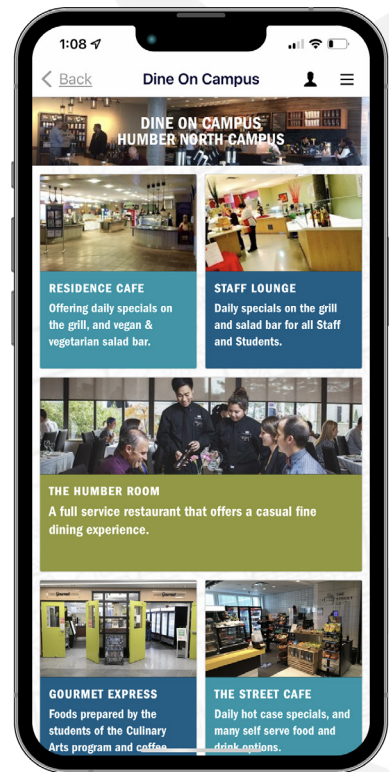 1:08
Back
Dine On Campus
DINE ON CAMPUS
HUMBER NORTH CAMPUS
RESIDENCE CAFE
Offering daily specials on
the grill, and vegan &
vegetarian salad bar.
STAFF LOUNGE
Daily specials on the grill
and salad bar for all Staff
and Students.
THE HUMBER ROOM
A full service restaurant that offers a casual fine
dining experience.
GOURMET EXPRESS
Foods prepared by the
students of the Culinary
Arts program and coffee
THE STREET CAFE
Daily hot case specials, and
many self serve food and
drink options.